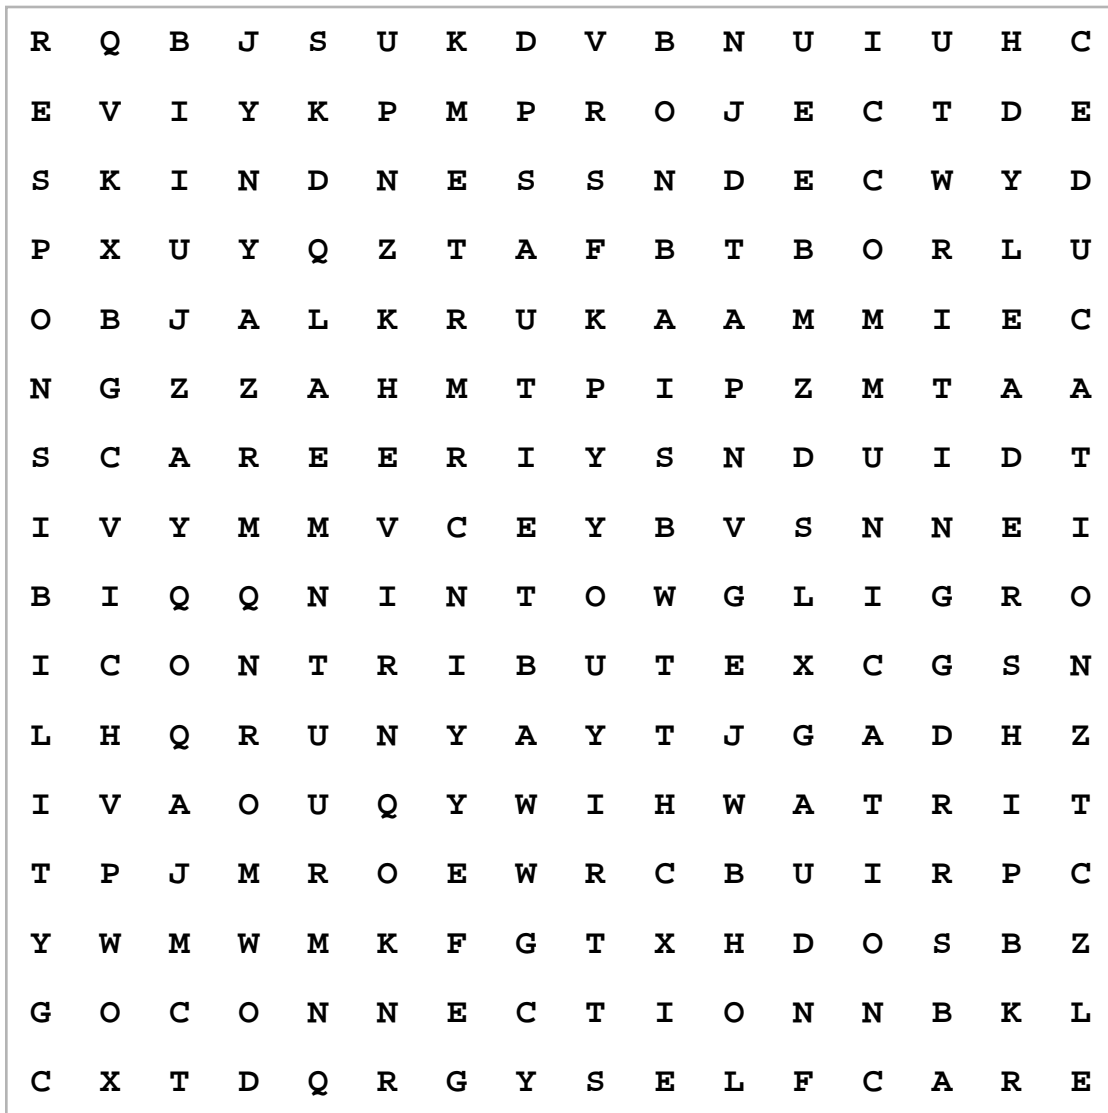 R Q B J S U K D V B N U I U H C
E V I Y K P M P R O J E C T D E
S K I N D N E S S N D E C W Y D
P X U Y Q Z T A F B T B O R L U
O B J A L K R U K A A M M I E C
N G Z Z A H M T P I P Z M T A A
S C A R E E R I Y S N D U I D T
I V Y M M V C E Y B V S N N E I
B I Q Q N I N T O W G L I G R O
I C O N T R I B U T E X C G S N
L H Q R U N Y A Y T J G A D H Z
I V A O U Q Y W I H W A T R I T
T P J M R O E W R C B U I R P C
Y W M W M K F G T X H D O S B Z
G O C O N N E C T I O N N B K L
C X T D Q R G Y S E L F C A R E